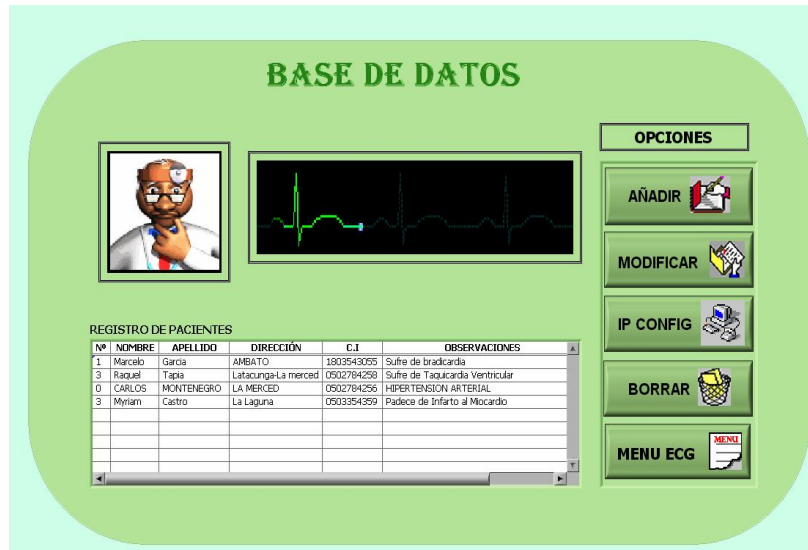 BASE DE DATOS
OPCIONES
AÑADIR
MODIFICAR
IP CONFIG
BORRAR
MENU ECG MENU
REGISTRO DE PACIENTES
Nº NOMBRE APELLIDO DIRECCIÓN C.I OBSERVACIONES
1 Marcelo Garcia AMBATO 1803543055 Sufre de bradicardia
3 Raquel Tapia Latacunga-La merced 0502784258 Sufre de Taquicardia Ventricular
0 CARLOS MONTENEGRO LA MERCED 0502784256 HIPERTENSION ARTERIAL
3 Myriam Castro La Laguna 0503354359 Padece de Infarto al Miocardio